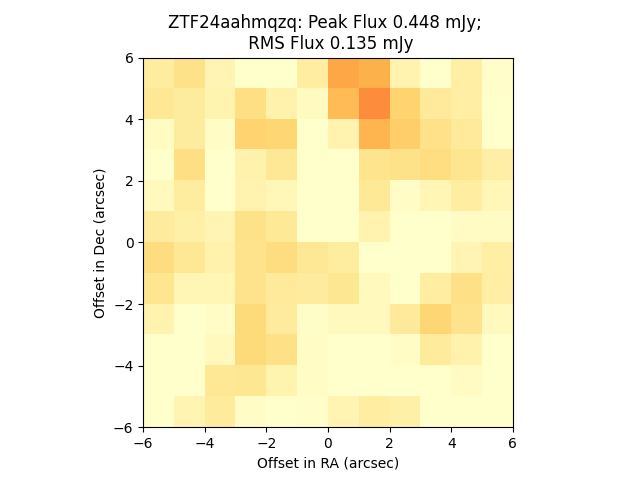 ZTF24aahmqzq: Peak Flux 0.448 mJy;
RMS Flux 0.135 mJy
6
4
2
0
−2
−4
−6
Offset in Dec (arcsec)
−6 −4 −2 0 2 4 6
Offset in RA (arcsec)